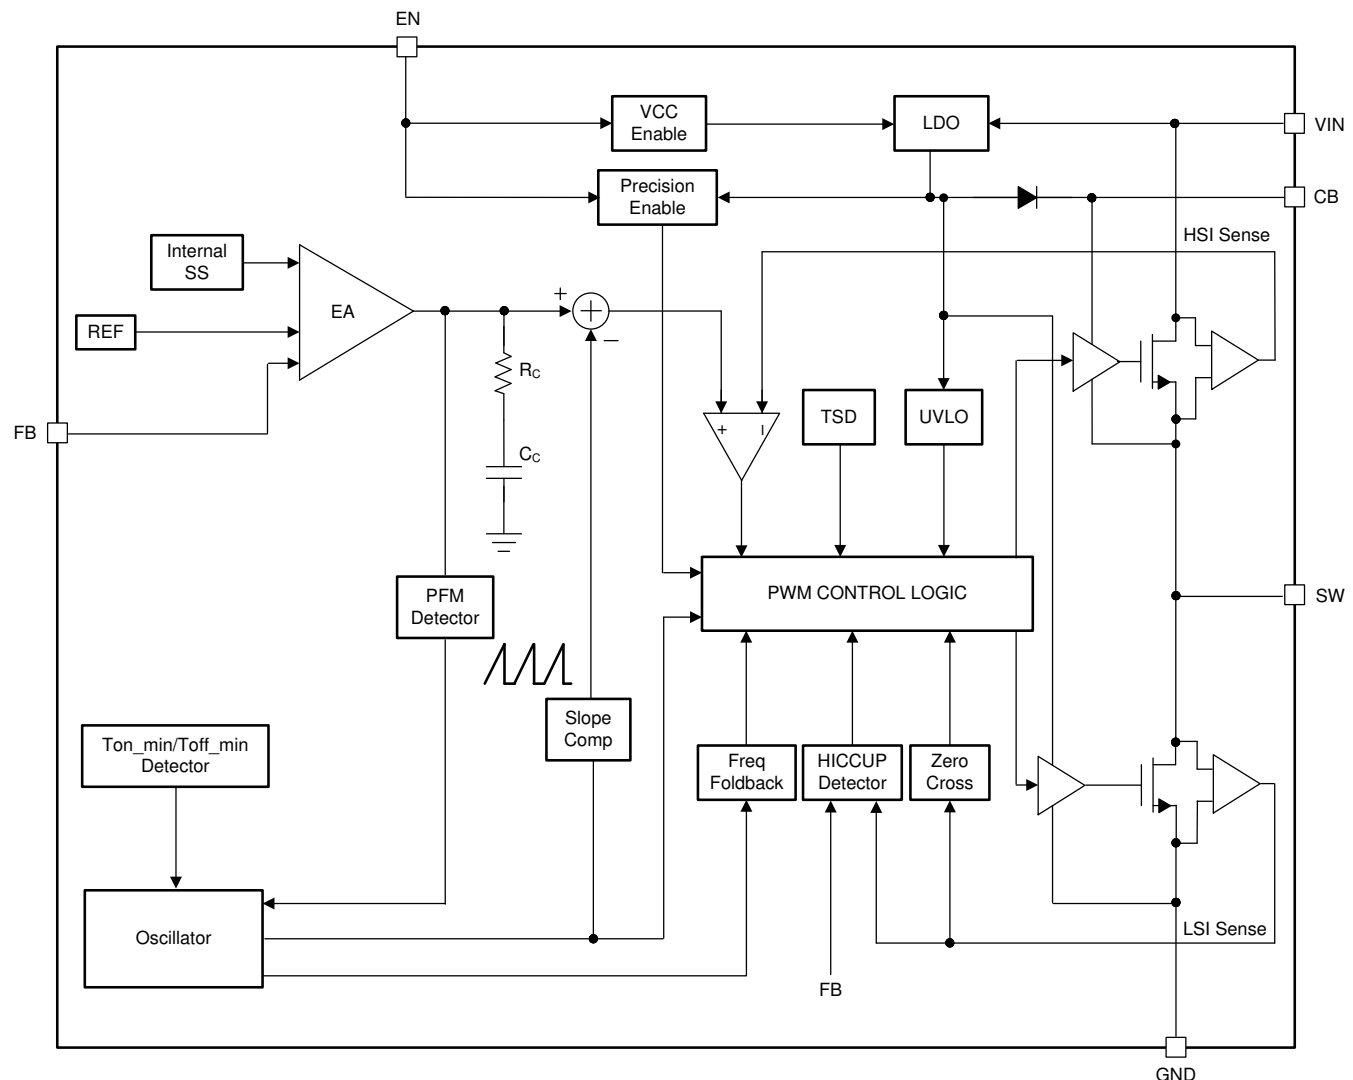 EN
VCC
Enable
LDO
VIN
Precision
Enable
CB
HSI Sense
Internal
SS
EA
REF
+
+
−
RC
FB
TSD
UVLO
+
−
CC
PWM CONTROL LOGIC
SW
PFM
Detector
Slope
Comp
Ton_min/Toff_min
Detector
Freq
Foldback
HICCUP
Detector
Zero
Cross
Oscillator
LSI Sense
FB
GND